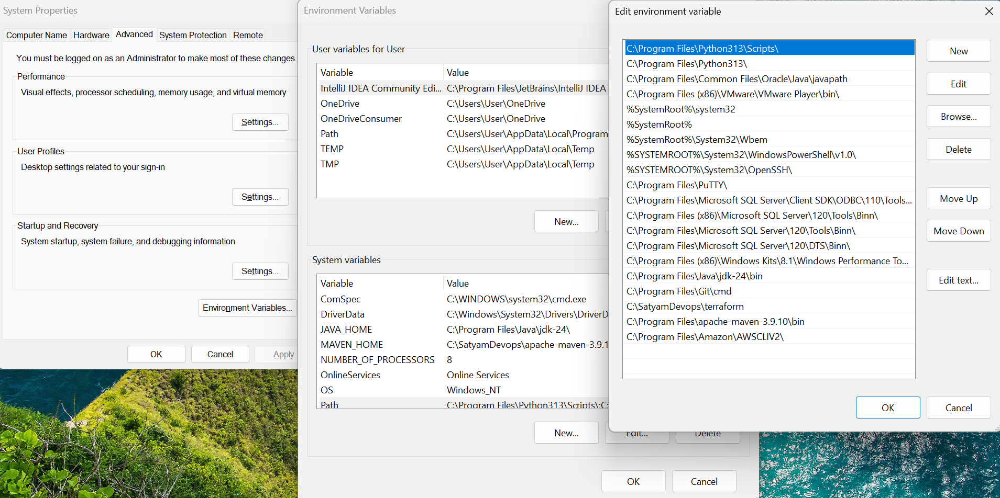 System Properties
Computer Name
Hardware
Advanced
System Protection
Remote
You must be logged on as an Administrator to make most of these changes.
Performance
Visual effects, processor scheduling, memory usage, and virtual memory
Settings...
User Profiles
Desktop settings related to your sign-in
Settings...
Startup and Recovery
System startup, system failure, and debugging information
Settings...
Environment Variables...
OK
Cancel
Apply
Environment Variables
User variables for User
Variable Value
IntelliJ IDEA Community Edi... C:\Program Files\JetBrains\IntelliJ IDEA
OneDrive C:\Users\User\OneDrive
OneDriveConsumer C:\Users\User\OneDrive
Path C:\Users\User\AppData\Local\Programs
TEMP C:\Users\User\AppData\Local\Temp
TMP C:\Users\User\AppData\Local\Temp
New...
System variables
Variable Value
ComSpec C:\WINDOWS\system32\cmd.exe
DriverData C:\Windows\System32\Drivers\DriverD
JAVA_HOME C:\Program Files\Java\jdk-24\
MAVEN_HOME C:\SatyamDevops\apache-maven-3.9.1
NUMBER_OF_PROCESSORS 8
OnlineServices Online Services
OS Windows_NT
Path C:\Program Files\Python313\Scripts\;C:
New...
Edit...
Delete
OK
Cancel
Edit environment variable
C:\Program Files\Python313\Scripts\
C:\Program Files\Python313\
C:\Program Files\Common Files\Oracle\Java\javapath
C:\Program Files (x86)\VMware\VMware Player\bin\
%SystemRoot%\system32
%SystemRoot%
%SystemRoot%\System32\Wbem
%SYSTEMROOT%\System32\WindowsPowerShell\v1.0\
%SYSTEMROOT%\System32\OpenSSH\
C:\Program Files\PuTTY\
C:\Program Files\Microsoft SQL Server\Client SDK\ODBC\110\Tools...
C:\Program Files (x86)\Microsoft SQL Server\120\Tools\Binn\
C:\Program Files\Microsoft SQL Server\120\Tools\Binn\
C:\Program Files\Microsoft SQL Server\120\DTS\Binn\
C:\Program Files (x86)\Windows Kits\8.1\Windows Performance To...
C:\Program Files\Java\jdk-24\bin
C:\Program Files\Git\cmd
C:\SatyamDevops\terraform
C:\Program Files\apache-maven-3.9.10\bin
C:\Program Files\Amazon\AWSCLIV2\
New
Edit
Browse...
Delete
Move Up
Move Down
Edit text...
OK
Cancel